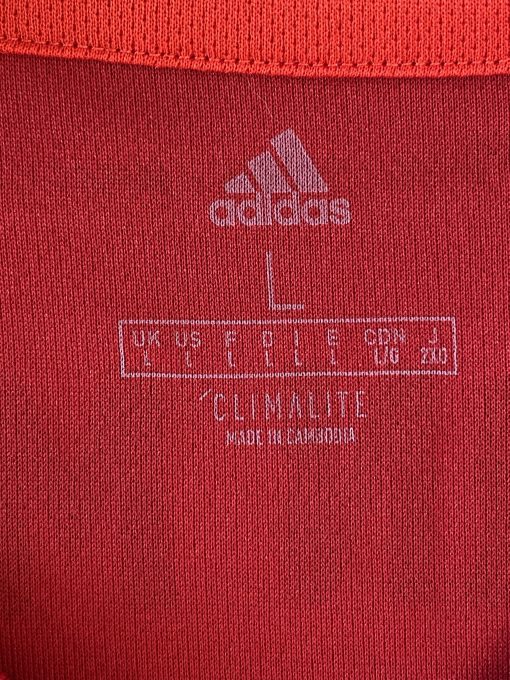 adidas
L
UK US F D I E CDN J
L L L L L L L/G 2XO
CLIMALITE
MADE IN CAMBODIA